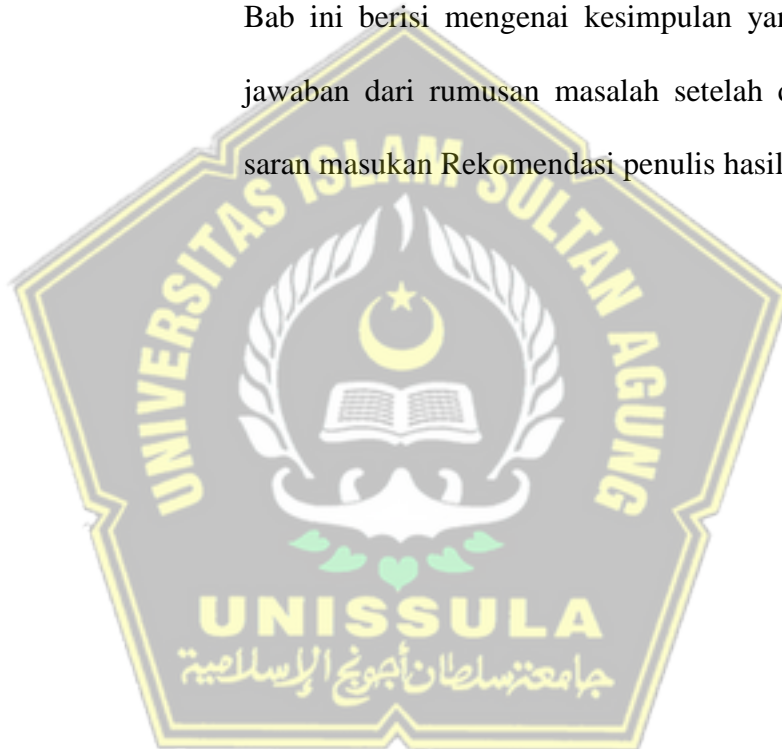 Bab ini berisi mengenai kesimpulan
jawaban dari rumusan masalah setelah
saran masukan Rekomendasi penulis hasil
UNIVERSITAS ISLAM SULTAN AGUNG
UNISSULA
جامعة سلطان أجونج الإسلامية